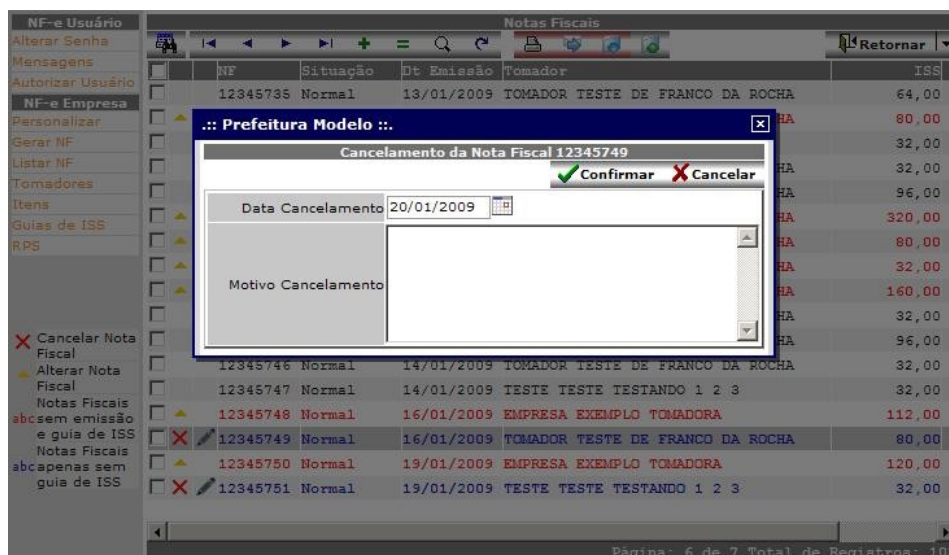 NF-e Usuário
Alterar Senha
Mensagens
Autorizar Usuário
NF-e Empresa
Personalizar
Gerar NF
Listar NF
Tomadores
Itens
Guias de ISS
RPS
Cancelar Nota
Fiscal
Alterar Nota
Fiscal
Notas Fiscais
abc sem emissão
e guia de ISS
Notas Fiscais
abc apenas sem
guia de ISS
Notas Fiscais
Retornar
NF Situação Dt Emissão Tomador ISS
12345735 Normal 13/01/2009 TOMADOR TESTE DE FRANCO DA ROCHA 64,00
HA 80,00
32,00
HA 32,00
HA 96,00
HA 320,00
HA 80,00
HA 32,00
HA 160,00
HA 32,00
HA 96,00
.:: Prefeitura Modelo ::.
Cancelamento da Nota Fiscal 12345749
Confirmar Cancelar
Data Cancelamento 20/01/2009
Motivo Cancelamento
12345746 Normal 14/01/2009 TOMADOR TESTE DE FRANCO DA ROCHA 32,00
12345747 Normal 14/01/2009 TESTE TESTE TESTANDO 1 2 3 32,00
12345748 Normal 16/01/2009 EMPRESA EXEMPLO TOMADORA 112,00
12345749 Normal 16/01/2009 TOMADOR TESTE DE FRANCO DA ROCHA 80,00
12345750 Normal 19/01/2009 EMPRESA EXEMPLO TOMADORA 120,00
12345751 Normal 19/01/2009 TESTE TESTE TESTANDO 1 2 3 32,00
Página: 6 de 7 Total de Registros: